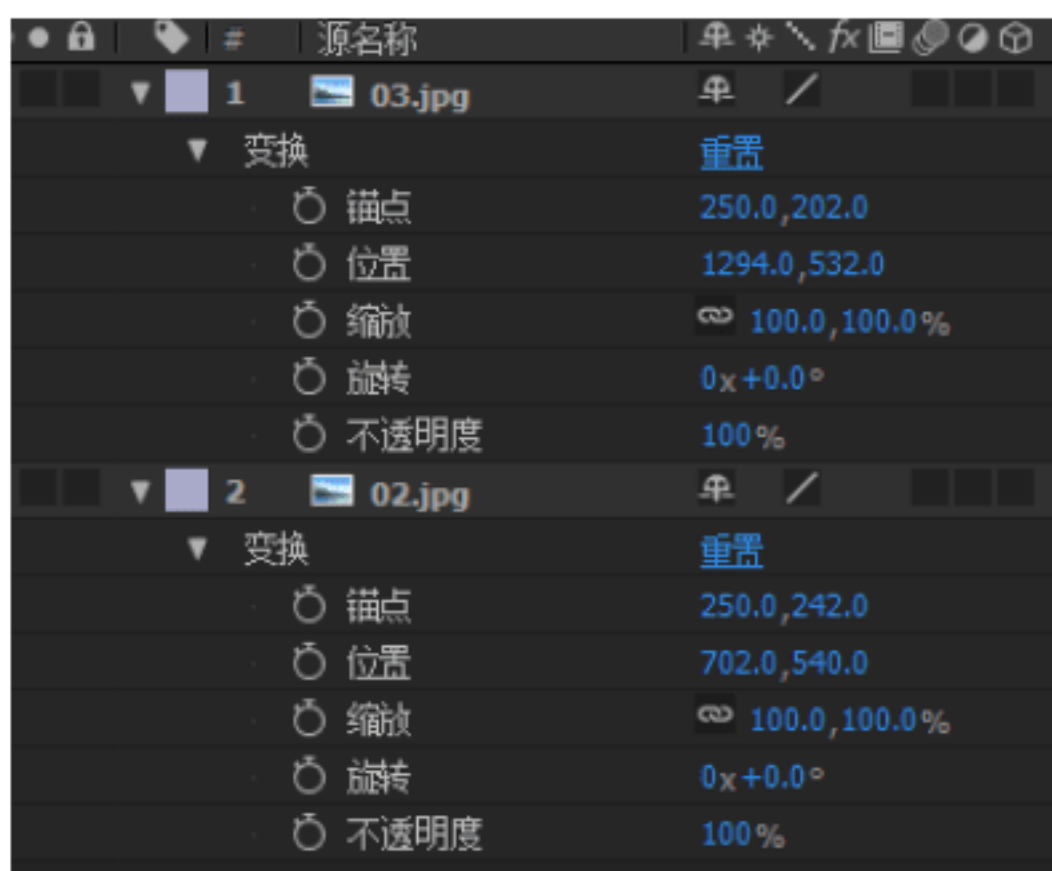 # 源名称 fx
1 03.jpg
变换 重置
锚点 250.0,202.0
位置 1294.0,532.0
缩放 100.0,100.0%
旋转 0x+0.0°
不透明度 100%
2 02.jpg
变换 重置
锚点 250.0,242.0
位置 702.0,540.0
缩放 100.0,100.0%
旋转 0x+0.0°
不透明度 100%